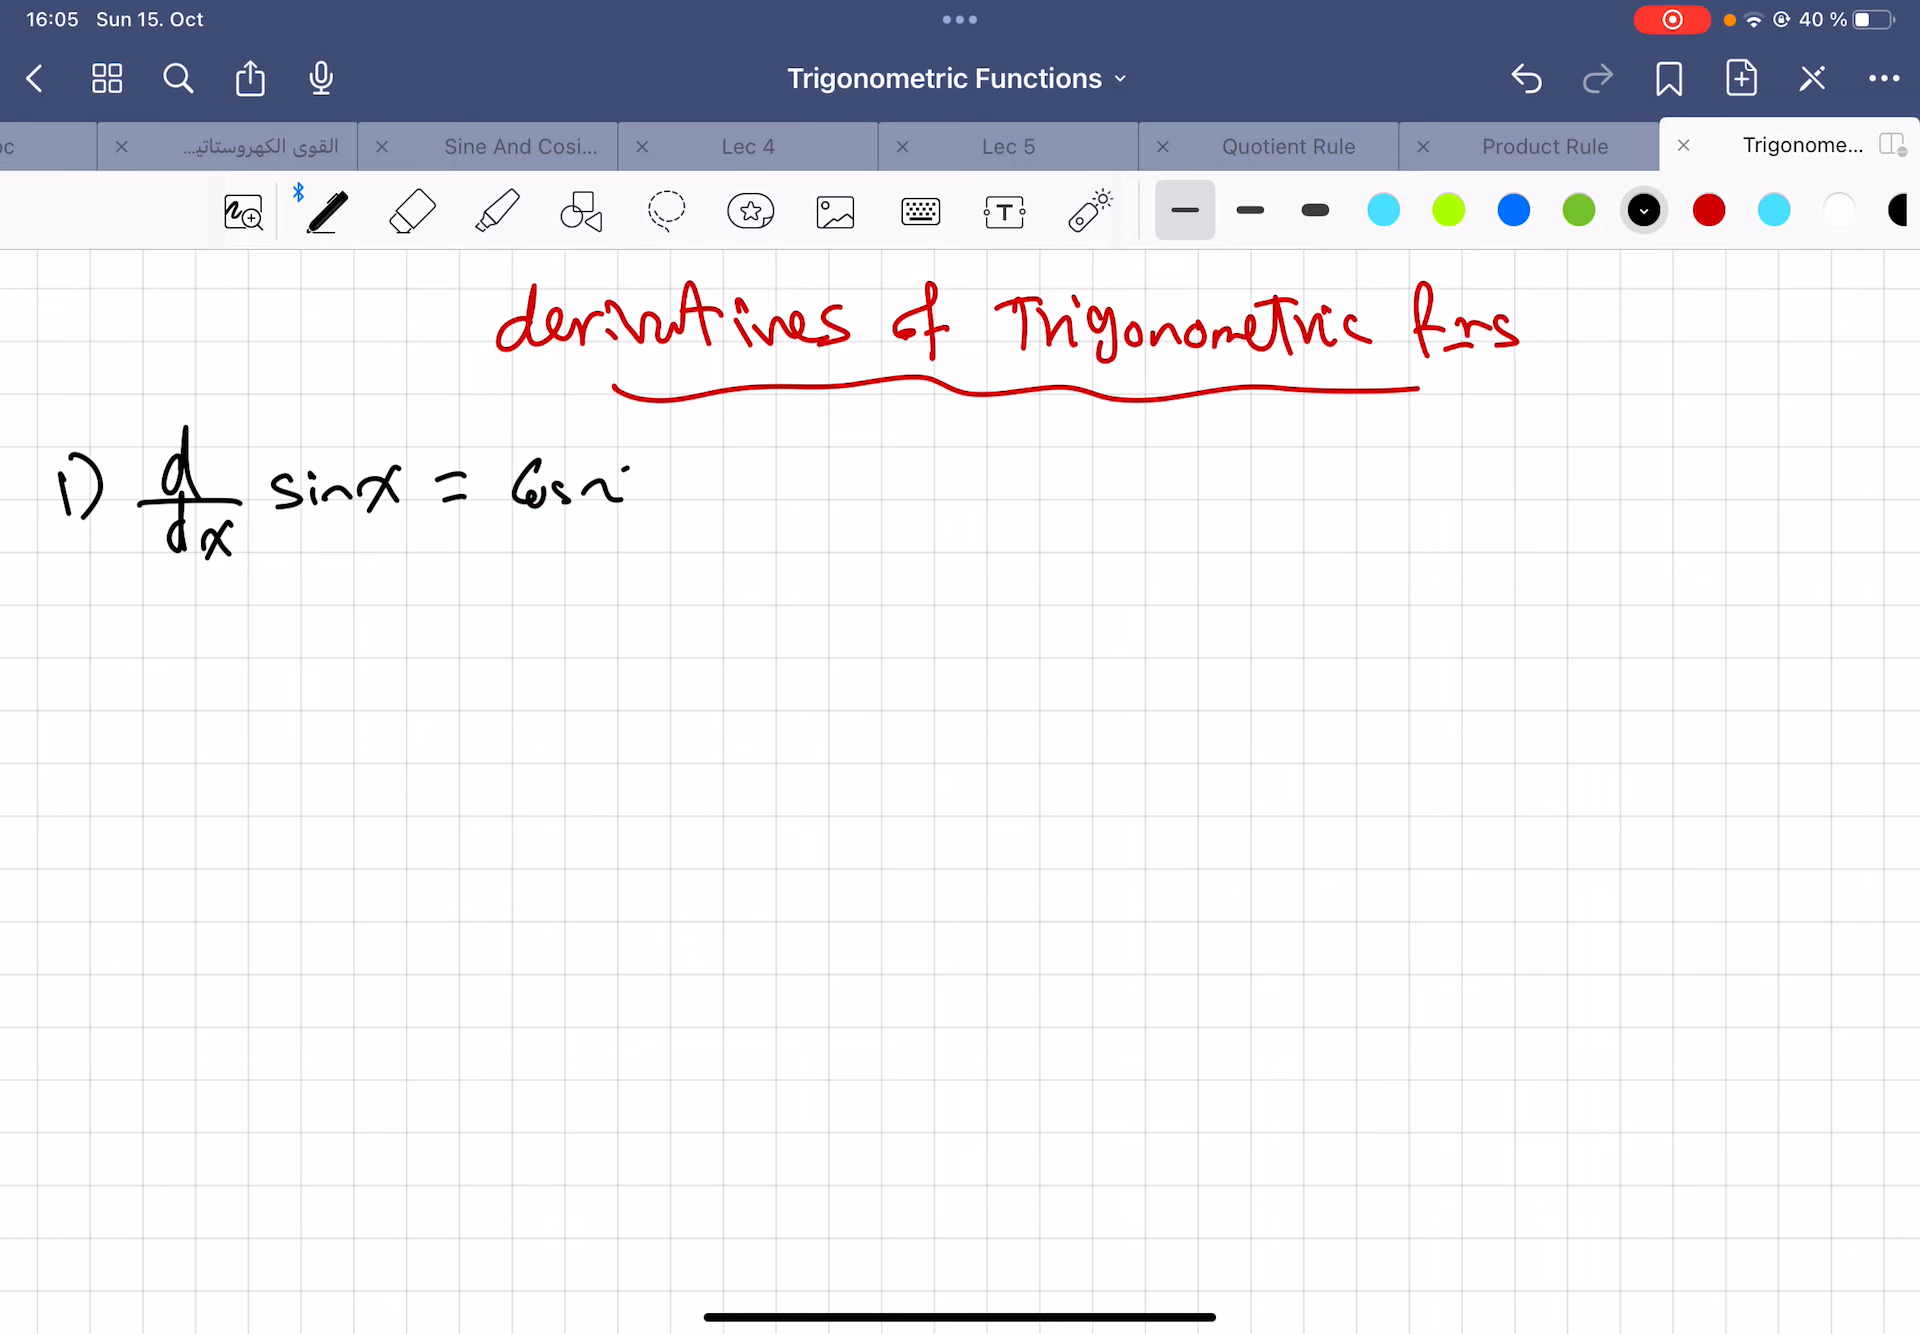 16:05 Sun 15. Oct 40 %
Trigonometric Functions
القوى الكهروستاتيـ... Sine And Cosi... Lec 4 Lec 5 Quotient Rule Product Rule Trigonome...
T
derivatives of Trigonometric fns
1) d/dx sinx = Cosx